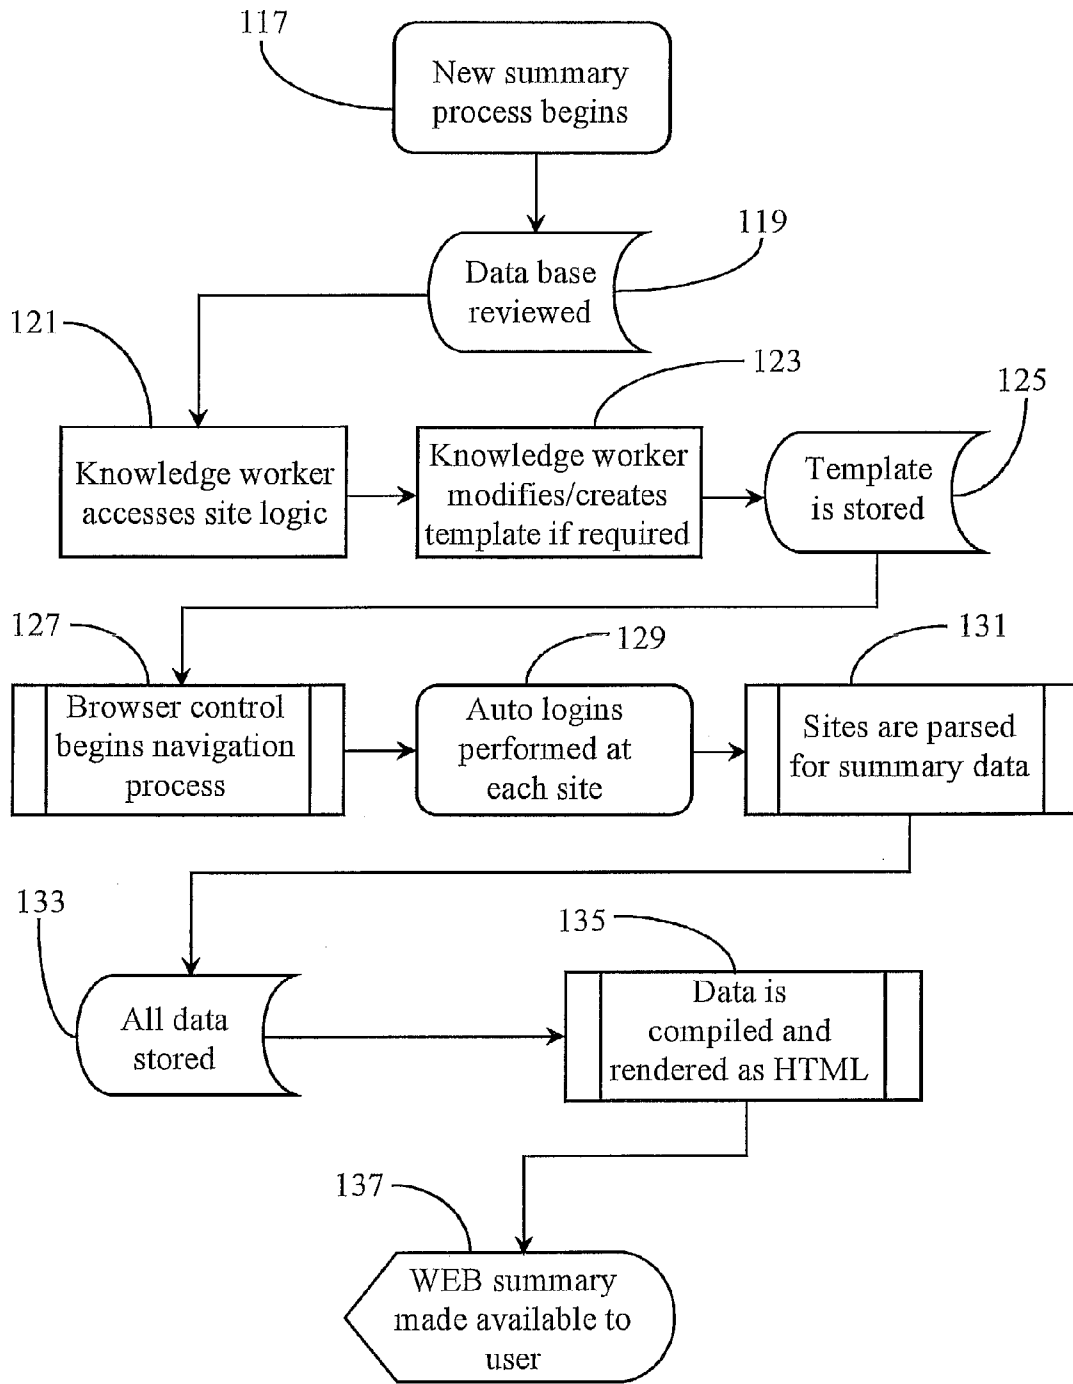 117
New summary
process begins
119
Data base
reviewed
121
123
125
Knowledge worker
accesses site logic
Knowledge worker
modifies/creates
template if required
Template
is stored
127
129
131
Browser control
begins navigation
process
Auto logins
performed at
each site
Sites are parsed
for summary data
133
135
All data
stored
Data is
compiled and
rendered as HTML
137
WEB summary
made available to
user